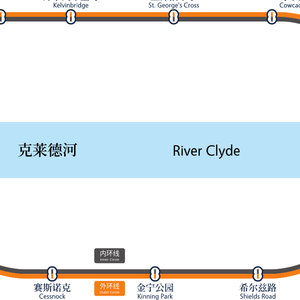 Kelvinbridge
St. George's Cross
Cowcad
克莱德河
River Clyde
内环线
Inner Circle
外环线
Outer Circle
赛斯诺克
Cessnock
金宁公园
Kinning Park
希尔兹路
Shields Road